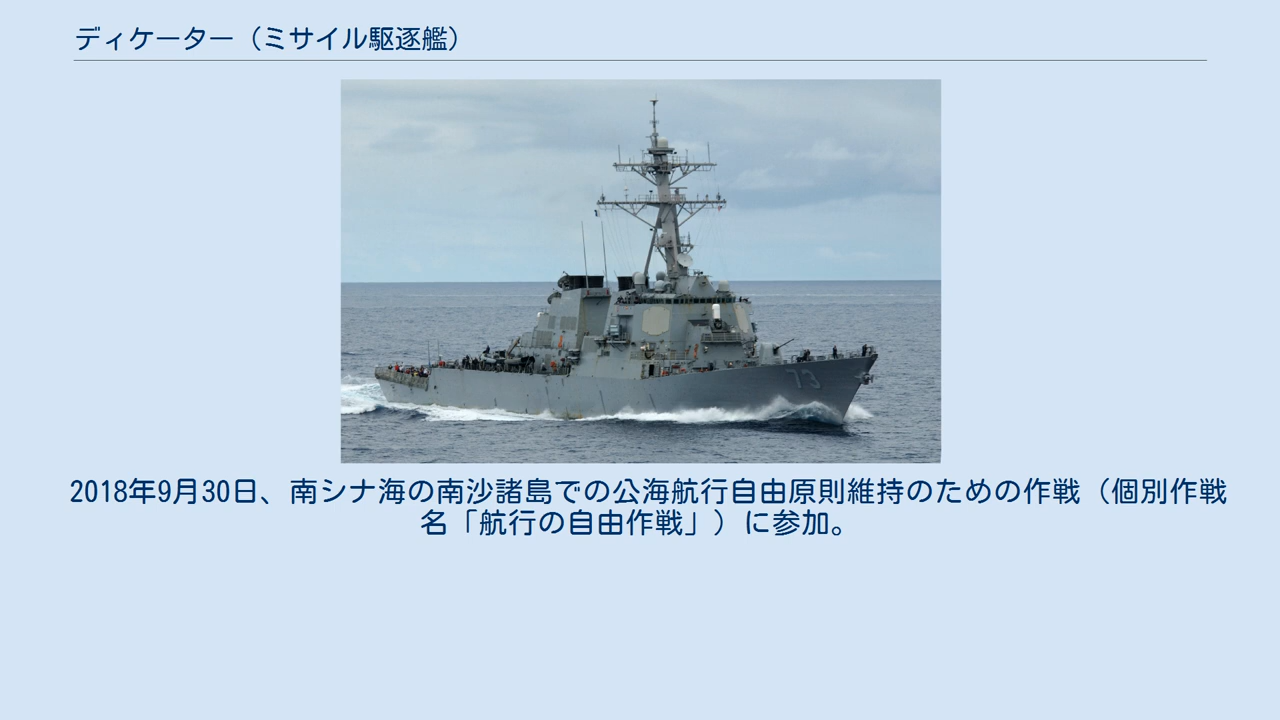 ディケーター（ミサイル駆逐艦）
73
2018年9月30日、南シナ海の南沙諸島での公海航行自由原則維持のための作戦（個別作戦
名「航行の自由作戦」）に参加。